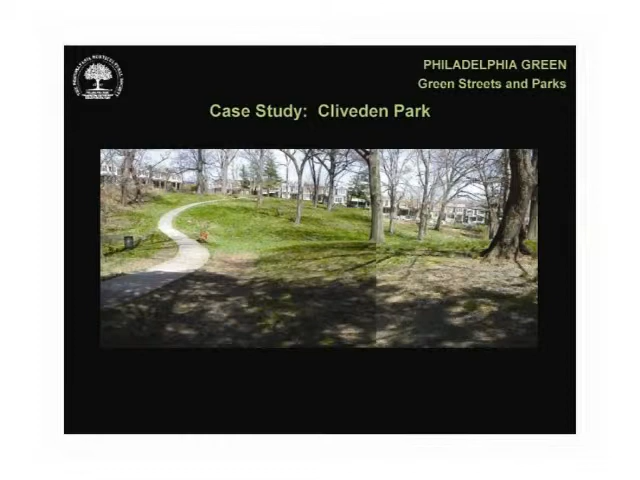 PHILADELPHIA GREEN
Green Streets and Parks
Case Study: Cliveden Park